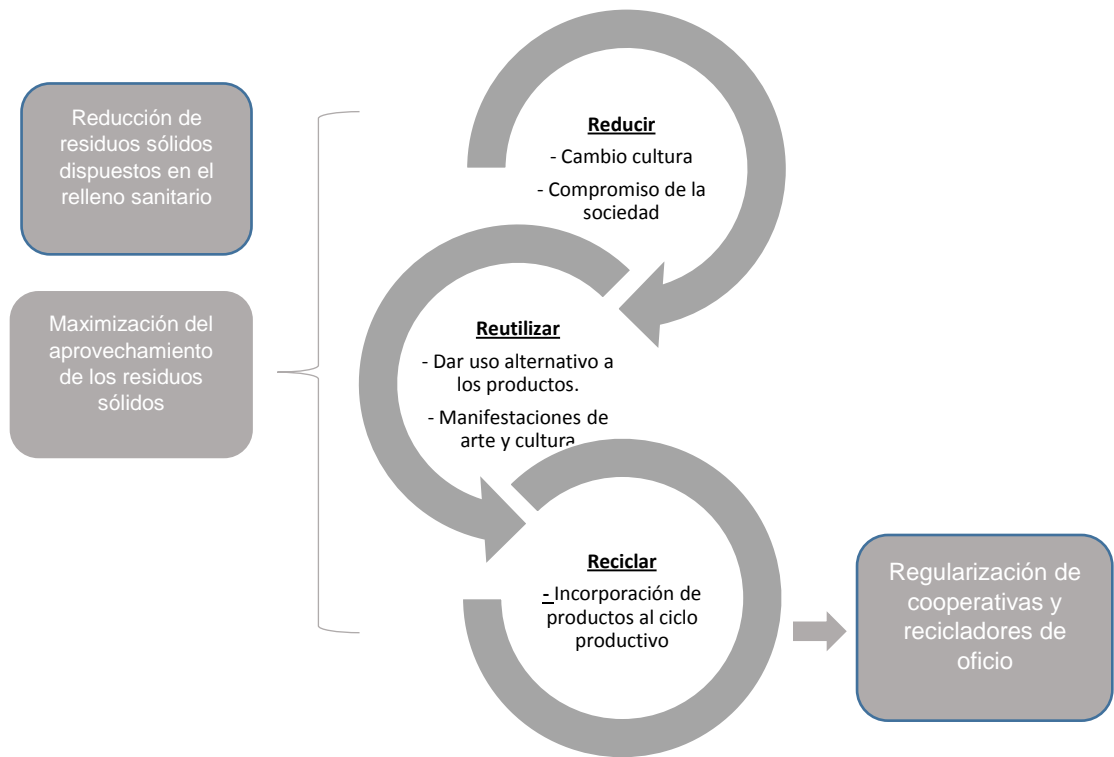 Reducción de
residuos sólidos
dispuestos en el
relleno sanitario
Maximización del
aprovechamiento
de los residuos
sólidos
Reducir
- Cambio cultura
- Compromiso de la
sociedad
Reutilizar
- Dar uso alternativo a
los productos.
- Manifestaciones de
arte y cultura
Reciclar
- Incorporación de
productos al ciclo
productivo
Regularización de
cooperativas y
recicladores de
oficio